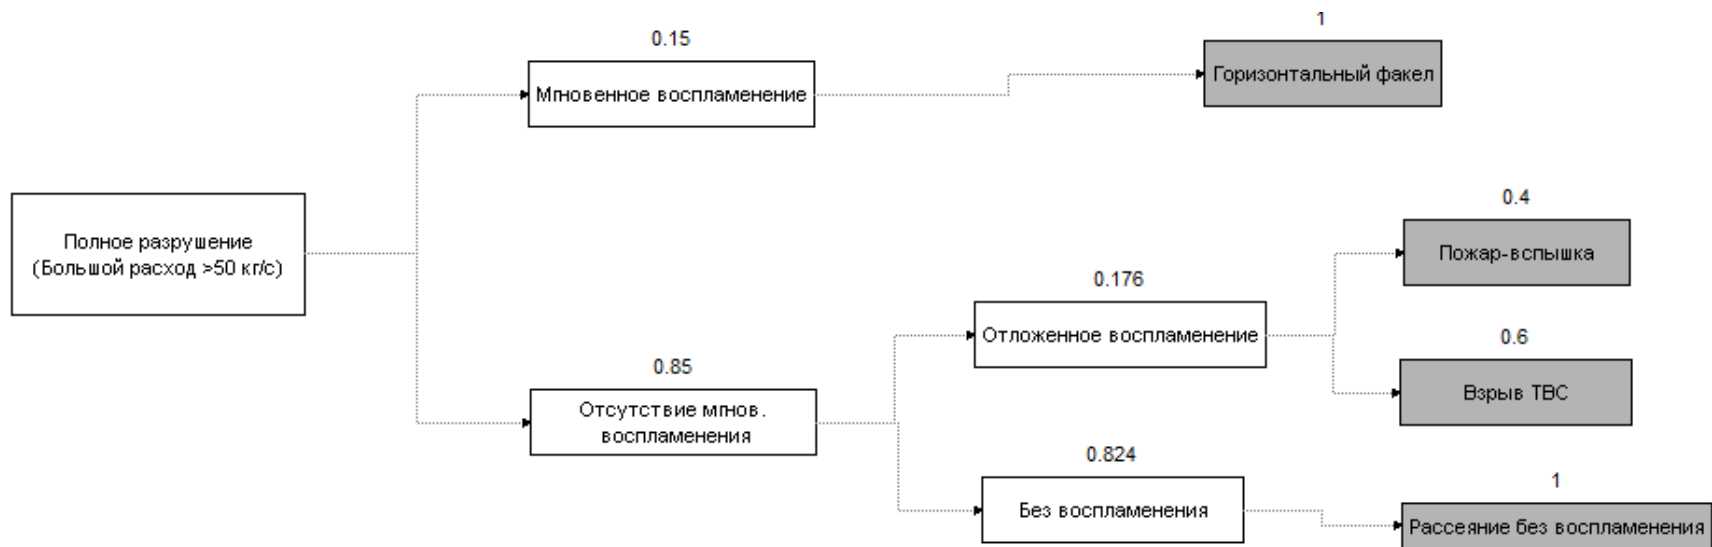 1
0.15
Горизонтальный факел
Мгновенное воспламенение
0.4
Полное разрушение
(Большой расход >50 кг/с)
Пожар-вспышка
0.176
Отложенное воспламенение
0.6
0.85
Взрыв ТВС
Отсутствие мгнов.
воспламенения
0.824
1
Без воспламенения
Рассеяние без воспламенения